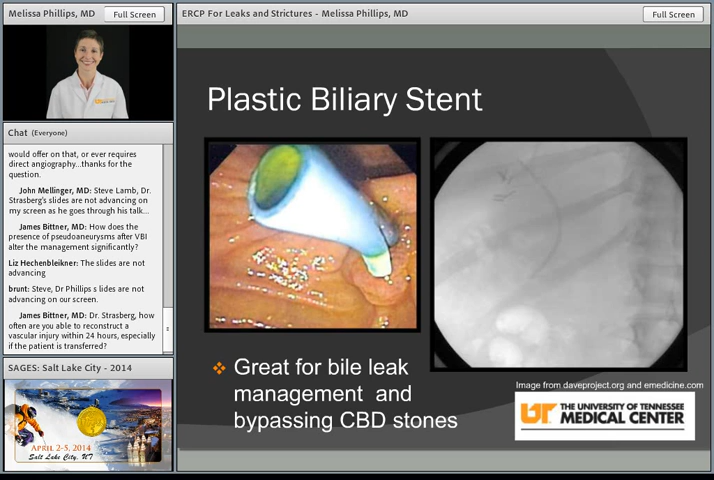 Melissa Phillips, MD
Full Screen
ERCP For Leaks and Strictures - Melissa Phillips, MD
Full Screen
Chat (Everyone)
would offer on that, or ever requires
direct angiography...thanks for the
question.
John Mellinger, MD: Steve Lamb, Dr.
Strasberg's slides are not advancing on
my screen as he goes through his talk...
James Bittner, MD: How does the
presence of pseudoaneurysms after VBI
alter the management significantly?
Liz Hechenbleikner: The slides are not
advancing
brunt: Steve, Dr Phillips s lides are not
advancing on our screen.
James Bittner, MD: Dr. Strasberg, how
often are you able to reconstruct a
vascular injury within 24 hours, especially
if the patient is transferred?
SAGES: Salt Lake City - 2014
APRIL 2-5, 2014
Salt Lake City, UT
Plastic Biliary Stent
Great for bile leak
management and
bypassing CBD stones
Image from daveproject.org and emedicine.com
UT THE UNIVERSITY OF TENNESSEE
MEDICAL CENTER